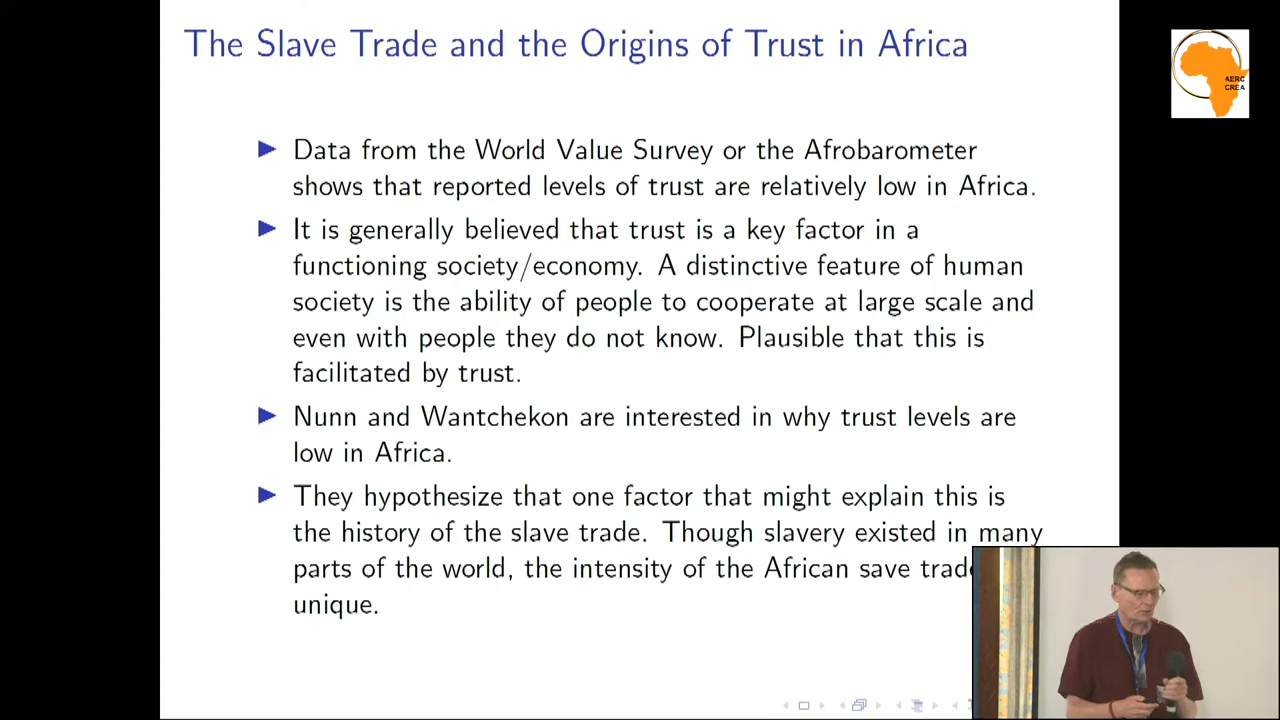 The Slave Trade and the Origins of Trust in Africa
AERC
CREA
Data from the World Value Survey or the Afrobarometer
shows that reported levels of trust are relatively low in Africa.
It is generally believed that trust is a key factor in a
functioning society/economy. A distinctive feature of human
society is the ability of people to cooperate at large scale and
even with people they do not know. Plausible that this is
facilitated by trust.
Nunn and Wantchekon are interested in why trust levels are
low in Africa.
They hypothesize that one factor that might explain this is
the history of the slave trade. Though slavery existed in many
parts of the world, the intensity of the African save trad
unique.